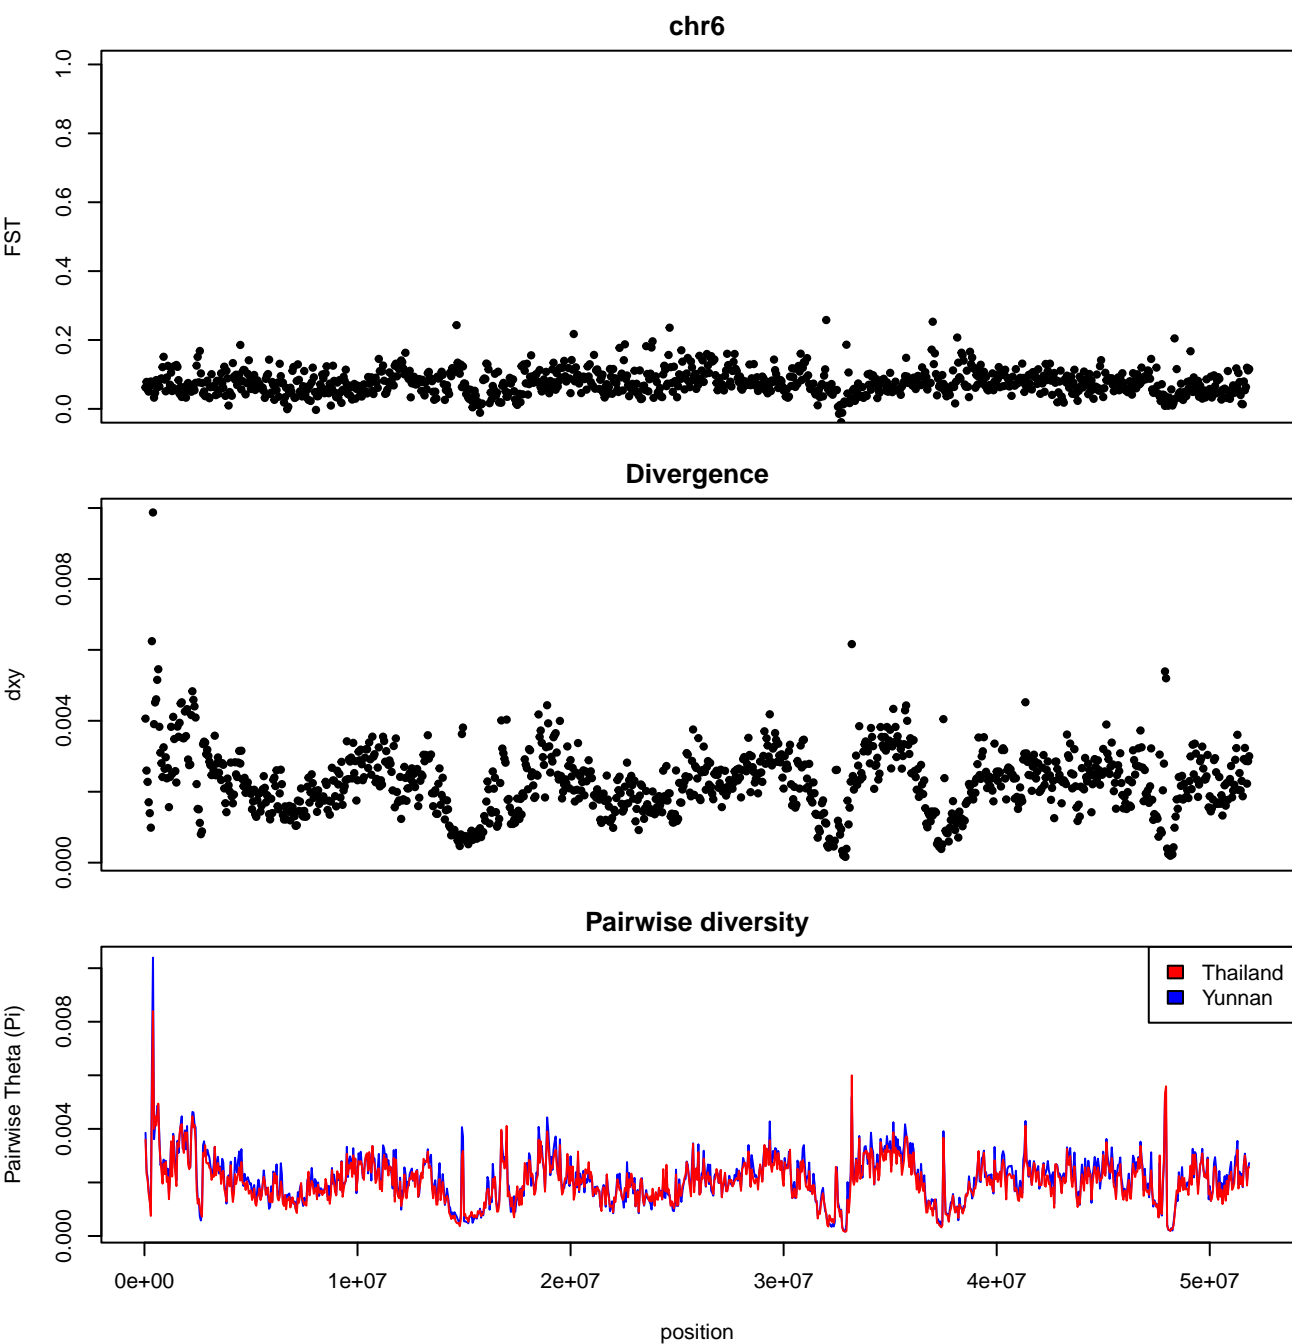 chr6
FST
1.0
0.8
0.6
0.4
0.2
0.0
Divergence
dxy
0.008
0.004
0.000
Pairwise diversity
Pairwise Theta (Pi)
0.008
0.004
0.000
Thailand
Yunnan
0e+00 1e+07 2e+07 3e+07 4e+07 5e+07
position